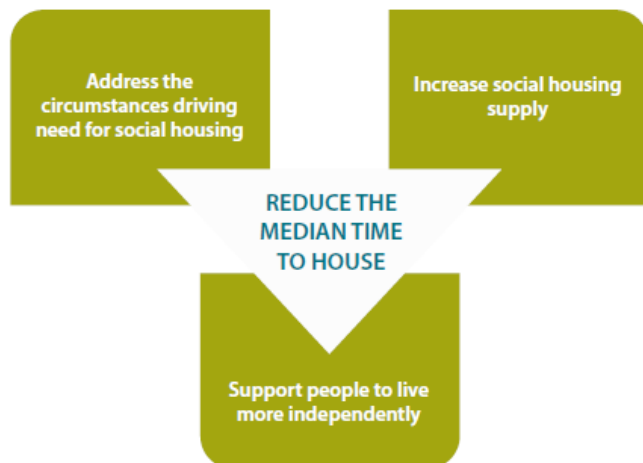 Address the
circumstances driving
need for social housing
Increase social housing
supply
REDUCE THE
MEDIAN TIME
TO HOUSE
Support people to live
more independently